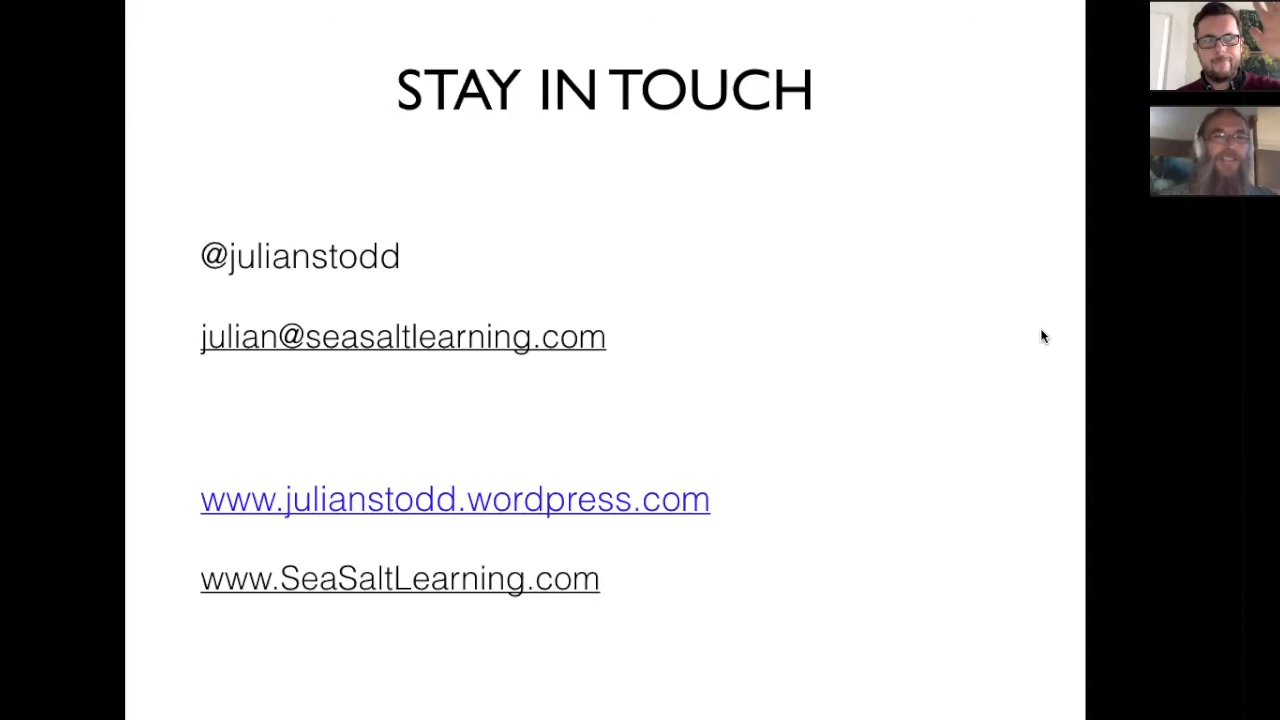 STAY IN TOUCH
@julianstodd
julian@seasaltlearning.com
www.julianstodd.wordpress.com
www.SeaSaltLearning.com